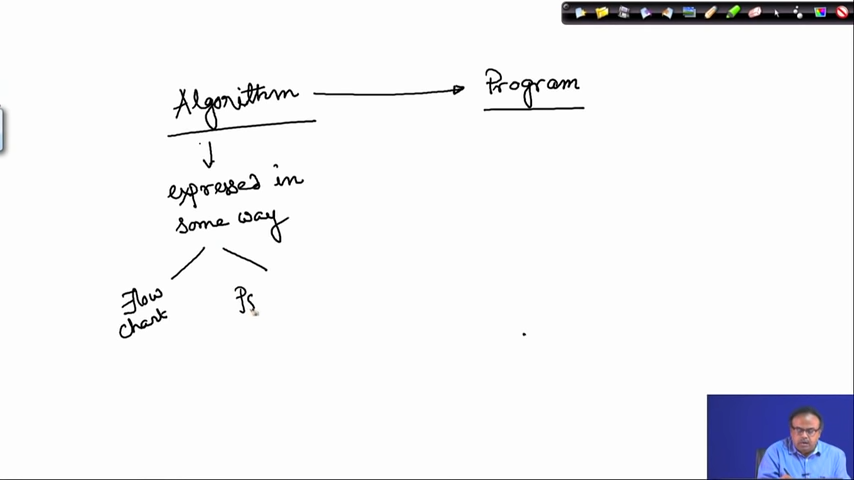 Algorithm
Program
expressed in
some way
Flow
chart
Ps